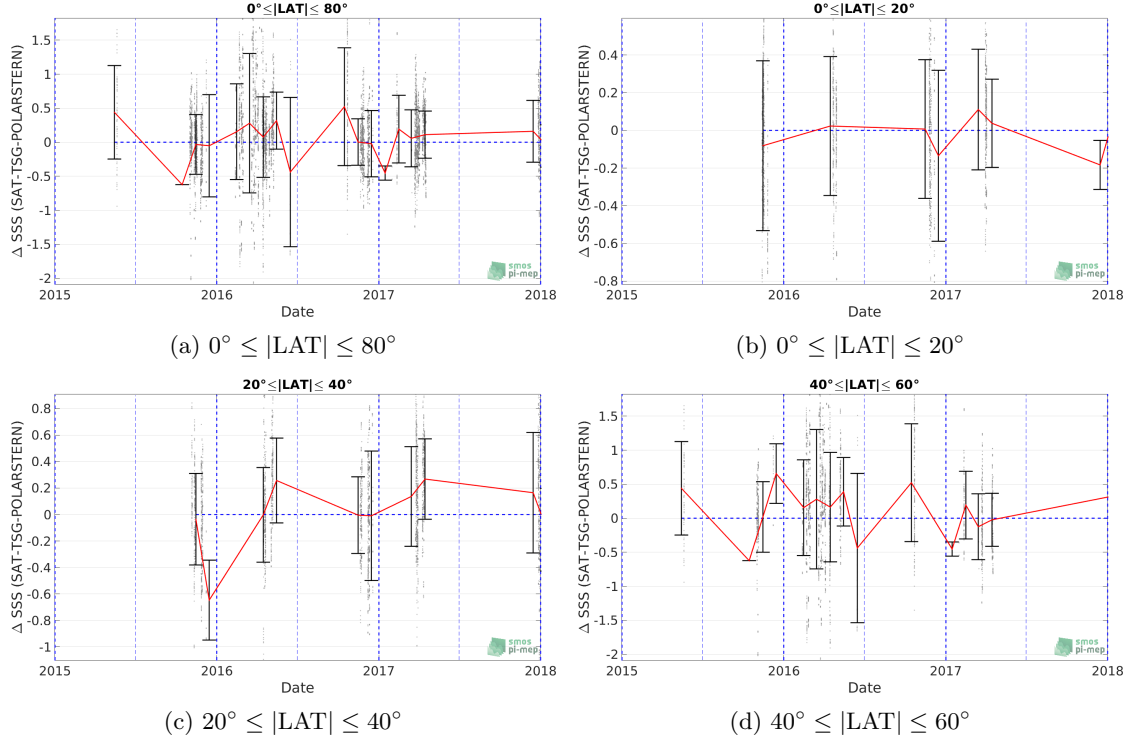 0°≤|LAT|≤ 80°
Δ SSS (SAT-TSG-POLARSTERN)
1.5
1
0.5
0
-0.5
-1
-1.5
-2
2015
2016
2017
2018
Date
smos
pi-mep
(a) 0° ≤ |LAT| ≤ 80°
0°≤|LAT|≤ 20°
Δ SSS (SAT-TSG-POLARSTERN)
0.4
0.2
0
-0.2
-0.4
-0.6
-0.8
2015
2016
2017
2018
Date
smos
pi-mep
(b) 0° ≤ |LAT| ≤ 20°
20°≤|LAT|≤ 40°
Δ SSS (SAT-TSG-POLARSTERN)
0.8
0.6
0.4
0.2
0
-0.2
-0.4
-0.6
-0.8
-1
2015
2016
2017
2018
Date
smos
pi-mep
(c) 20° ≤ |LAT| ≤ 40°
40°≤|LAT|≤ 60°
Δ SSS (SAT-TSG-POLARSTERN)
1.5
1
0.5
0
-0.5
-1
-1.5
-2
2015
2016
2017
2018
Date
smos
pi-mep
(d) 40° ≤ |LAT| ≤ 60°